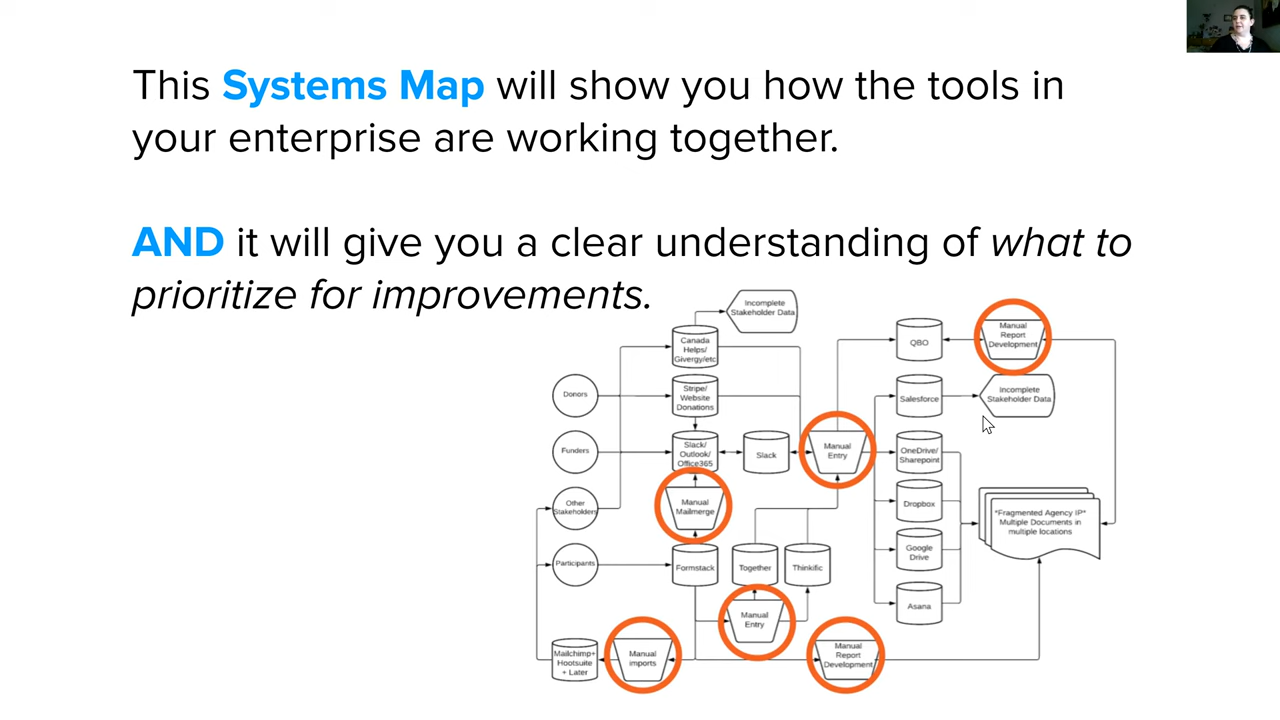 This Systems Map will show you how the tools in
your enterprise are working together.
AND it will give you a clear understanding of what to
prioritize for improvements.
Incomplete
Stakeholder Data
Canada
Helps/
Givergy/etc
QBO
Manual
Report
Development
Donors
Stripe/
Website
Donations
Salesforce
Incomplete
Stakeholder Data
Funders
Slack/
Outlook/
Office365
Slack
Manual
Entry
OneDrive/
Sharepoint
Other
Stakeholders
Manual
Mailmerge
Dropbox
*Fragmented Agency IP*
Multiple Documents in
multiple locations
Participants
Formstack
Together
Thinkific
Google
Drive
Manual
Entry
Asana
Mailchimp+
Hootsuite
+ Later
Manual
imports
Manual
Report
Development